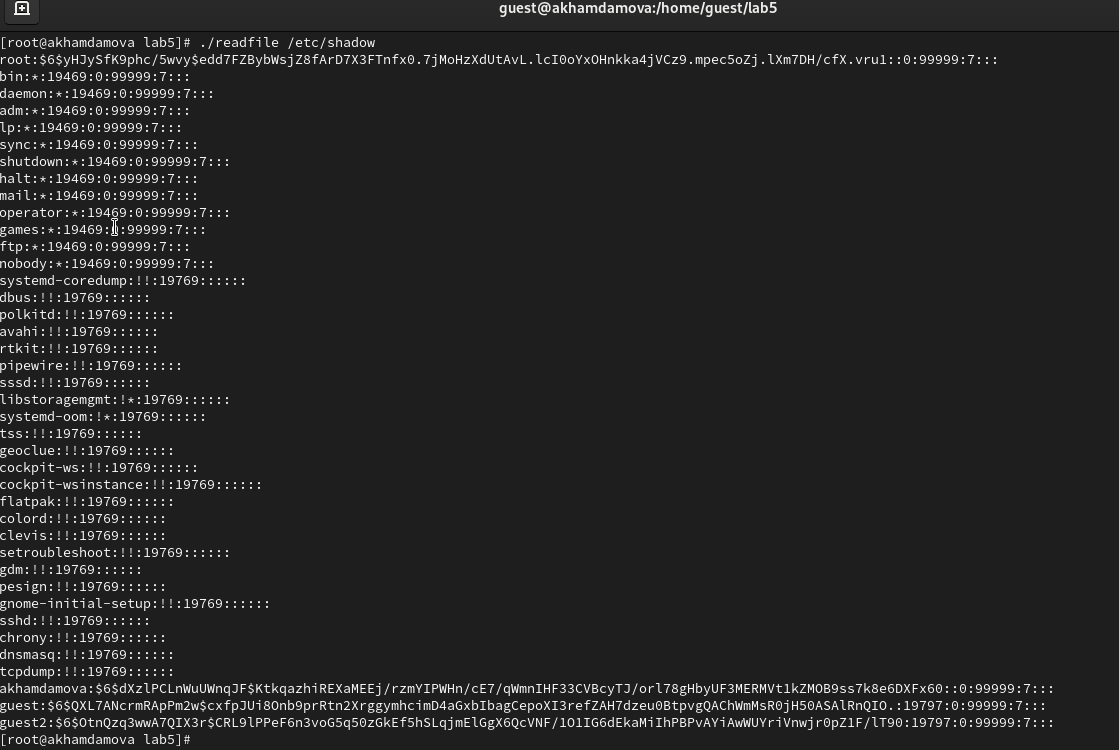 guest@akhamdamova:/home/guest/lab5
[root@akhamdamova lab5]# ./readfile /etc/shadow
root:$6$yHJySfK9phc/5wvy$edd7FZBybWsjZ8fArD7X3FTnfx0.7jMoHzXdUtAvL.lcI0oYxOHnkka4jVCz9.mpec5oZj.lXm7DH/cfX.vru1::0:99999:7:::
bin:*:19469:0:99999:7:::
daemon:*:19469:0:99999:7:::
adm:*:19469:0:99999:7:::
lp:*:19469:0:99999:7:::
sync:*:19469:0:99999:7:::
shutdown:*:19469:0:99999:7:::
halt:*:19469:0:99999:7:::
mail:*:19469:0:99999:7:::
operator:*:19469:0:99999:7:::
games:*:19469:0:99999:7:::
ftp:*:19469:0:99999:7:::
nobody:*:19469:0:99999:7:::
systemd-coredump:!!:19769::::::
dbus:!!:19769::::::
polkitd:!!:19769::::::
avahi:!!:19769::::::
rtkit:!!:19769::::::
pipewire:!!:19769::::::
sssd:!!:19769::::::
libstoragemgmt:!*:19769::::::
systemd-oom:!*:19769::::::
tss:!!:19769::::::
geoclue:!!:19769::::::
cockpit-ws:!!:19769::::::
cockpit-wsinstance:!!:19769::::::
flatpak:!!:19769::::::
colord:!!:19769::::::
clevis:!!:19769::::::
setroubleshoot:!!:19769::::::
gdm:!!:19769::::::
pesign:!!:19769::::::
gnome-initial-setup:!!:19769::::::
sshd:!!:19769::::::
chrony:!!:19769::::::
dnsmasq:!!:19769::::::
tcpdump:!!:19769::::::
akhamdamova:$6$dXzlPCLnWuUWnqJF$KtkqazhiREXaMEEj/rzmYIPWHn/cE7/qWmnIHF33CVBcyTJ/orl78gHbyUF3MERMVt1kZMOB9ss7k8e6DXFx60::0:99999:7:::
guest:$6$QXL7ANcrmRApPm2w$cxfpJUi8Onb9prRtn2XrggymhcimD4aGxbIbagCepoXI3refZAH7dzeu0BtpvgQAChWmMsR0jH50ASAlRnQIO.:19797:0:99999:7:::
guest2:$6$OtnQzq3wwA7QIX3r$CRL9lPPeF6n3voG5q50zGkEf5hSLqjmElGgX6QcVNF/1O1IG6dEkaMiIhPBPvAYiAwWUYriVnwjr0pZ1F/lT90:19797:0:99999:7:::
[root@akhamdamova lab5]#